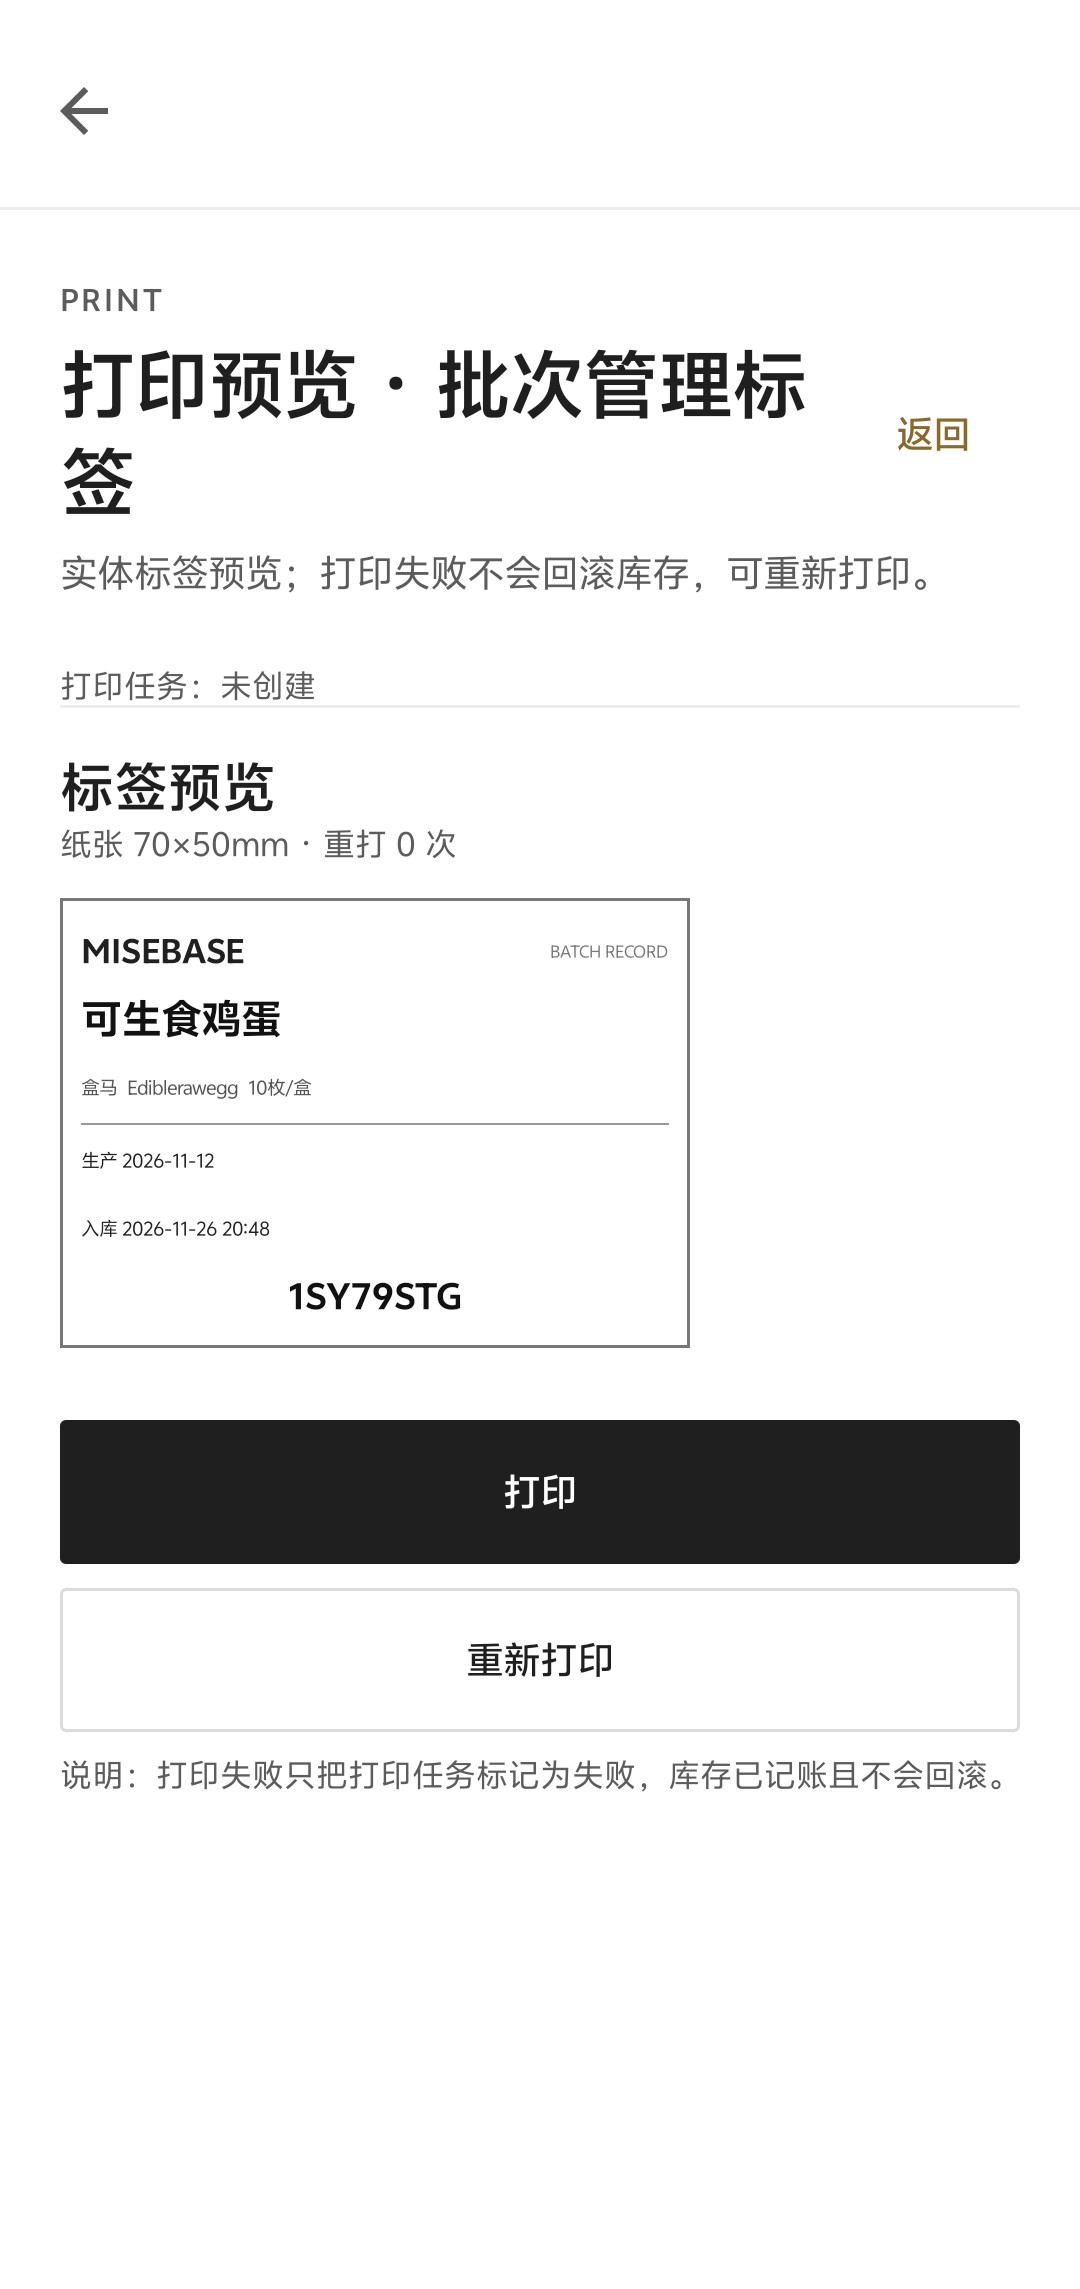 PRINT
打印预览 · 批次管理标
签
返回
实体标签预览；打印失败不会回滚库存，可重新打印。
打印任务：未创建
标签预览
纸张 70×50mm · 重打 0 次
MISEBASE
BATCH RECORD
可生食鸡蛋
盒马 Ediblerawegg 10枚/盒
生产 2026-11-12
入库 2026-11-26 20:48
1SY79STG
打印
重新打印
说明：打印失败只把打印任务标记为失败，库存已记账且不会回滚。